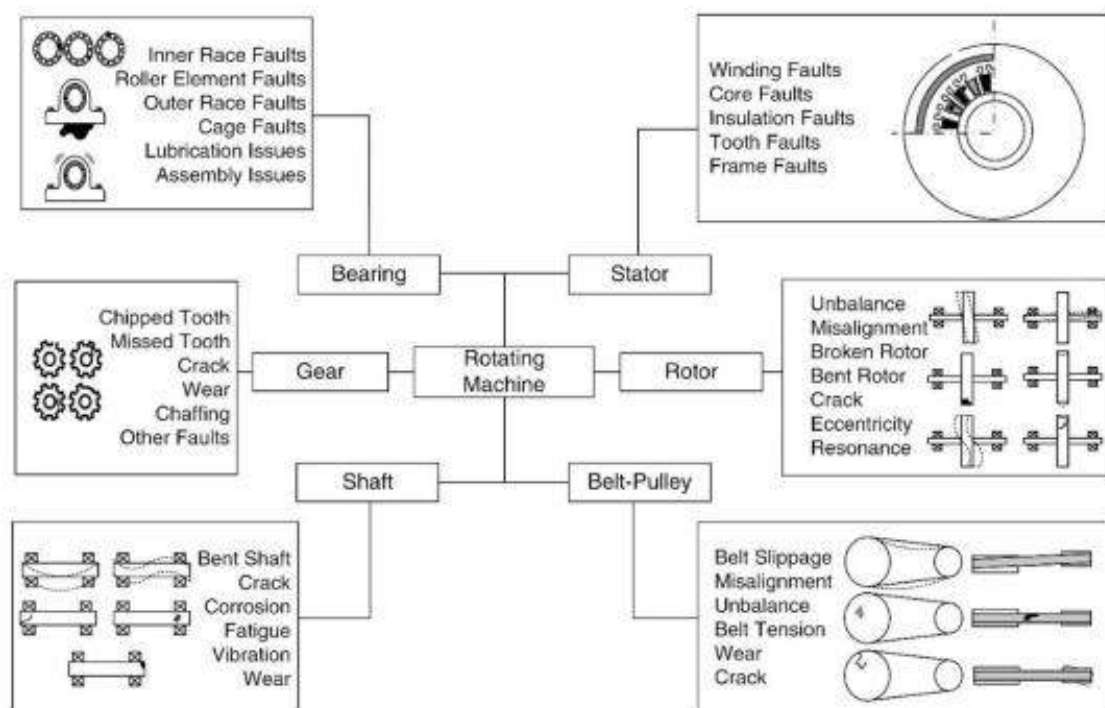 Inner Race Faults
Roller Element Faults
Outer Race Faults
Cage Faults
Lubrication Issues
Assembly Issues
Winding Faults
Core Faults
Insulation Faults
Tooth Faults
Frame Faults
Bearing
Stator
Chipped Tooth
Missed Tooth
Crack
Wear
Chaffing
Other Faults
Gear
Rotating
Machine
Rotor
Unbalance
Misalignment
Broken Rotor
Bent Rotor
Crack
Eccentricity
Resonance
Shaft
Belt-Pulley
Bent Shaft
Crack
Corrosion
Fatigue
Vibration
Wear
Belt Slippage
Misalignment
Unbalance
Belt Tension
Wear
Crack